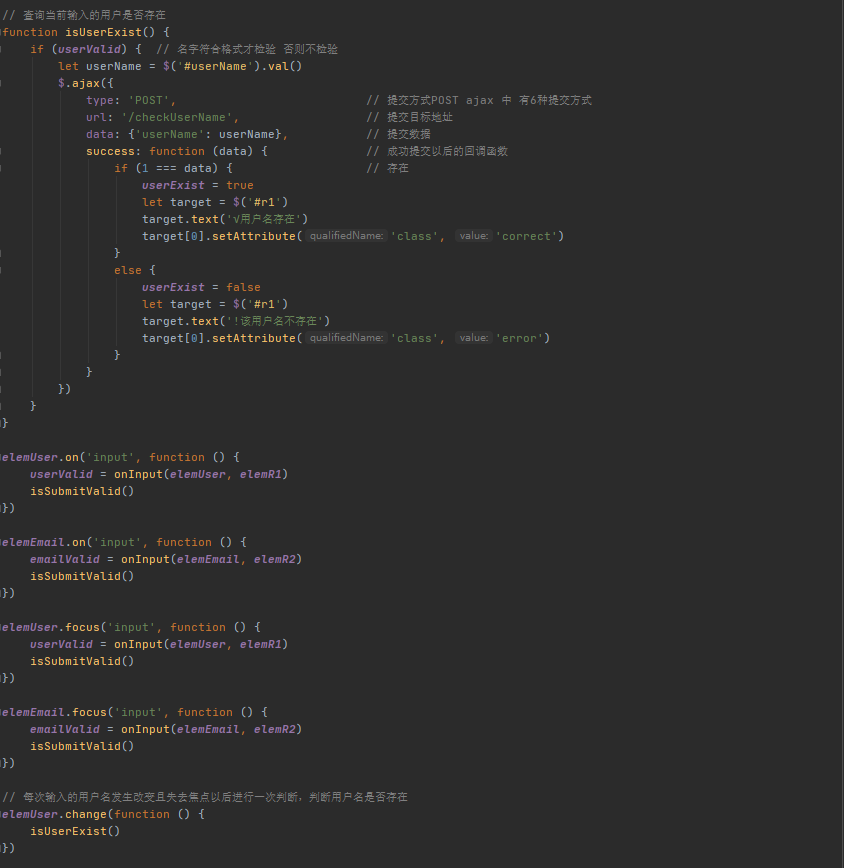 // 查询当前输入的用户是否存在
function isUserExist() {
if (userValid) {  // 名字符合格式才检验 否则不检验
let userName = $('#userName').val()
$.ajax({
type: 'POST', // 提交方式POST ajax 中 有6种提交方式
url: '/checkUserName', // 提交目标地址
data: {'userName': userName}, // 提交数据
success: function (data) { // 成功提交以后的回调函数
if (1 === data) { // 存在
userExist = true
let target = $('#r1')
target.text('√用户名存在')
target[0].setAttribute( qualifiedName: 'class', value: 'correct')
}
else {
userExist = false
let target = $('#r1')
target.text('!该用户名不存在')
target[0].setAttribute( qualifiedName: 'class', value: 'error')
}
}
})
}
}
elemUser.on('input', function () {
userValid = onInput(elemUser, elemR1)
isSubmitValid()
})
elemEmail.on('input', function () {
emailValid = onInput(elemEmail, elemR2)
isSubmitValid()
})
elemUser.focus('input', function () {
userValid = onInput(elemUser, elemR1)
isSubmitValid()
})
elemEmail.focus('input', function () {
emailValid = onInput(elemEmail, elemR2)
isSubmitValid()
})
// 每次输入的用户名发生改变且失去焦点以后进行一次判断，判断用户名是否存在
elemUser.change(function () {
isUserExist()
})